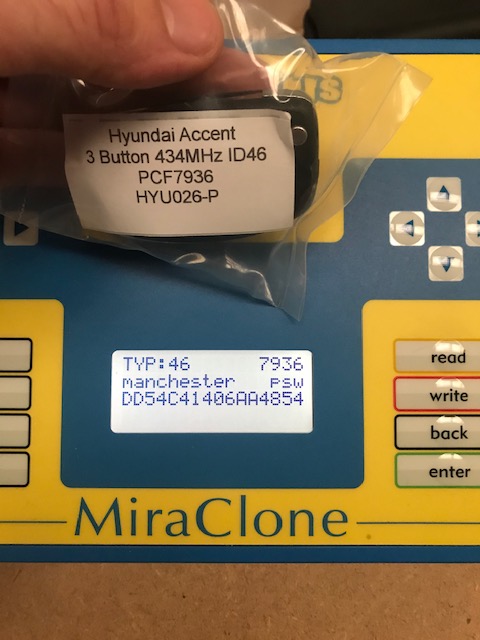 Hyundai Accent
3 Button 434MHz ID46
PCF7936
HYU026-P
TYP:46 7936
manchester psw
DD54C41406AA4854
read
write
back
enter
MiraClone